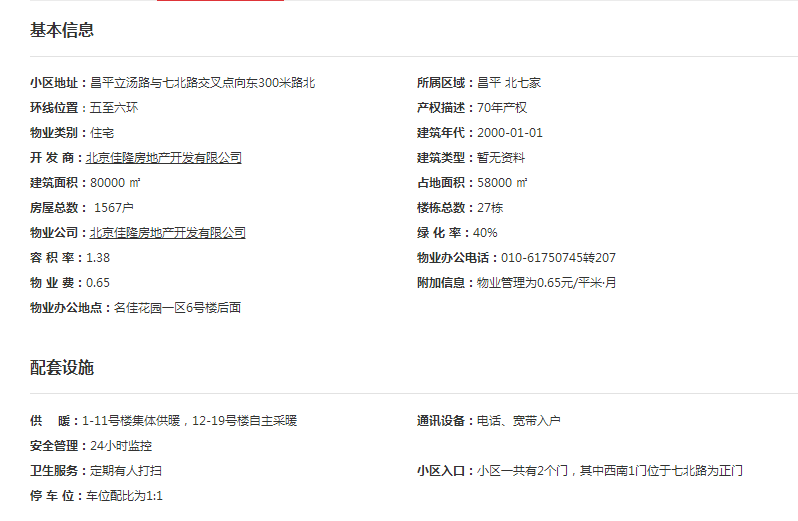 基本信息
小区地址：昌平立汤路与七北路交叉点向东300米路北 所属区域：昌平 北七家
环线位置：五至六环 产权描述：70年产权
物业类别：住宅 建筑年代：2000-01-01
开 发 商：北京佳隆房地产开发有限公司 建筑类型：暂无资料
建筑面积：80000 ㎡ 占地面积：58000 ㎡
房屋总数： 1567户 楼栋总数：27栋
物业公司：北京佳隆房地产开发有限公司 绿 化 率：40%
容 积 率：1.38 物业办公电话：010-61750745转207
物 业 费：0.65 附加信息：物业管理为0.65元/平米·月
物业办公地点：名佳花园一区6号楼后面
配套设施
供 暖：1-11号楼集体供暖，12-19号楼自主采暖 通讯设备：电话、宽带入户
安全管理：24小时监控
卫生服务：定期有人打扫 小区入口：小区一共有2个门，其中西南1门位于七北路为正门
停 车 位：车位配比为1:1